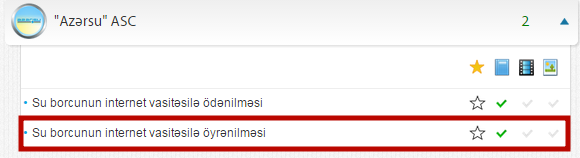 "Azərsu" ASC 2
Su borcunun internet vasitəsilə ödənilməsi
Su borcunun internet vasitəsilə öyrənilməsi